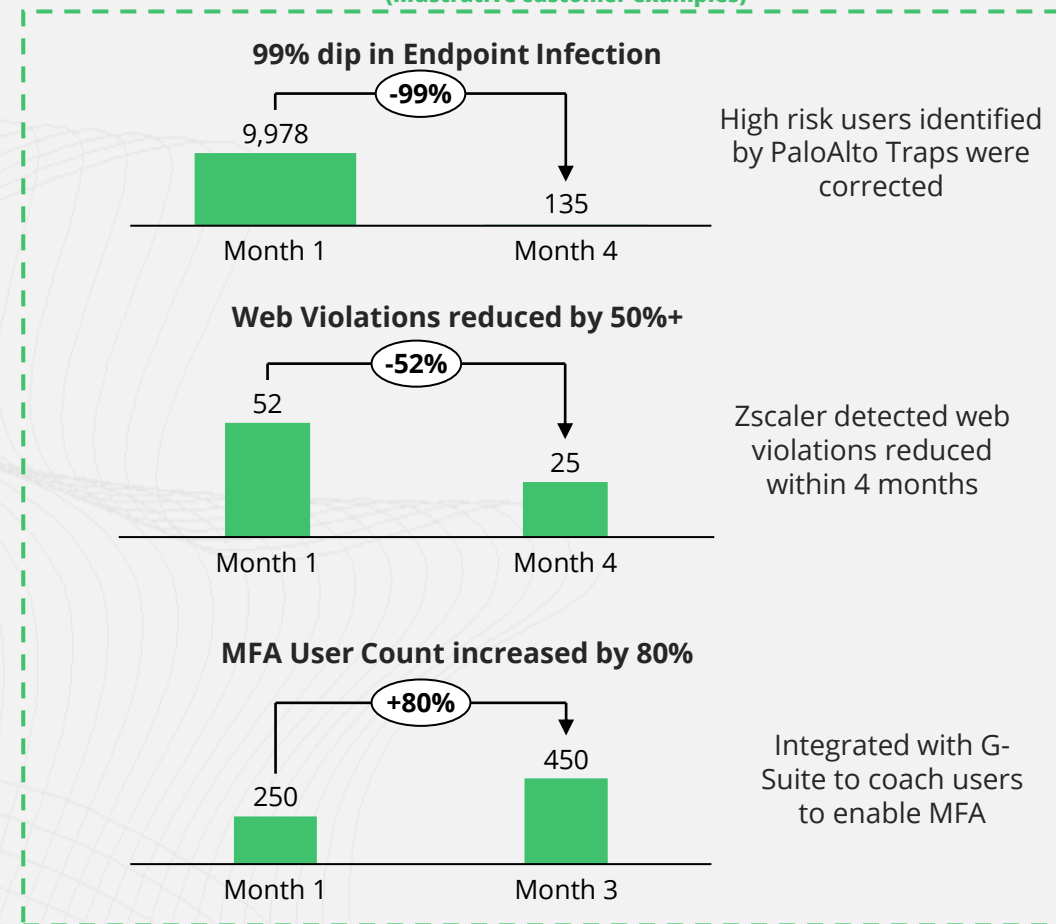 (illustrative customer examples)
99% dip in Endpoint Infection
-99%
9,978
135
Month 1
Month 4
High risk users identified
by PaloAlto Traps were
corrected
Web Violations reduced by 50%+
-52%
52
25
Month 1
Month 4
Zscaler detected web
violations reduced
within 4 months
MFA User Count increased by 80%
+80%
250
450
Month 1
Month 3
Integrated with G-
Suite to coach users
to enable MFA